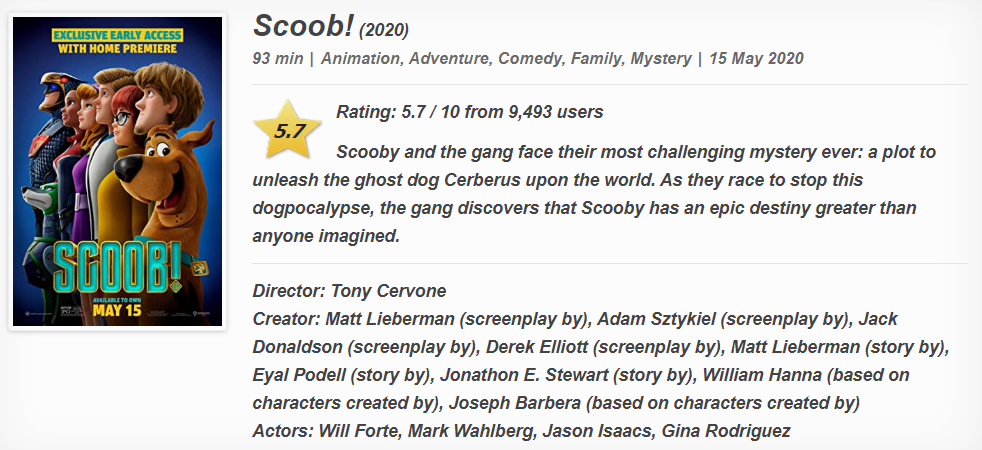 EXCLUSIVE EARLY ACCESS
WITH HOME PREMIERE
SCOOB!
AVAILABLE TO OWN
MAY 15
Scoob! (2020)
93 min | Animation, Adventure, Comedy, Family, Mystery | 15 May 2020
5.7
Rating: 5.7 / 10 from 9,493 users
Scooby and the gang face their most challenging mystery ever: a plot to
unleash the ghost dog Cerberus upon the world. As they race to stop this
dogpocalypse, the gang discovers that Scooby has an epic destiny greater than
anyone imagined.
Director: Tony Cervone
Creator: Matt Lieberman (screenplay by), Adam Sztykiel (screenplay by), Jack
Donaldson (screenplay by), Derek Elliott (screenplay by), Matt Lieberman (story by),
Eyal Podell (story by), Jonathon E. Stewart (story by), William Hanna (based on
characters created by), Joseph Barbera (based on characters created by)
Actors: Will Forte, Mark Wahlberg, Jason Isaacs, Gina Rodriguez